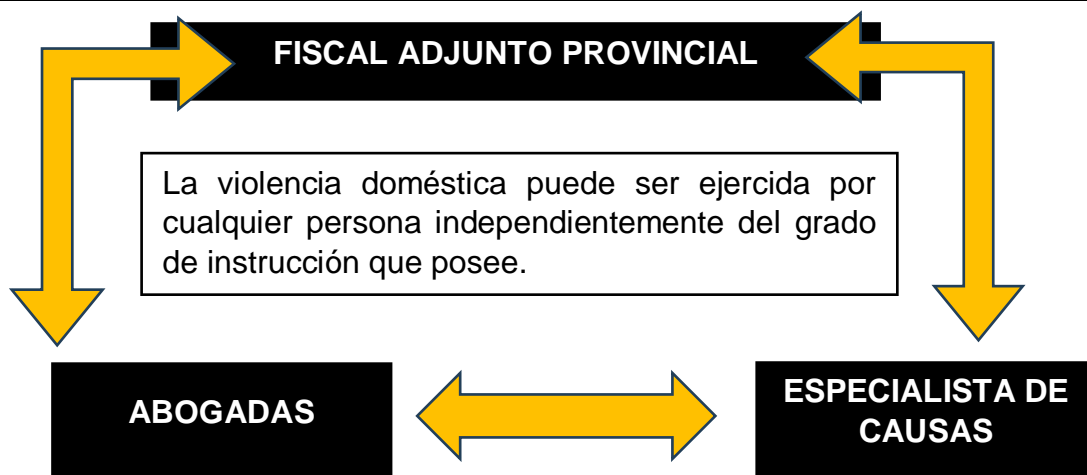 FISCAL ADJUNTO PROVINCIAL
La violencia doméstica puede ser ejercida por
cualquier persona independientemente del grado
de instrucción que posee.
ABOGADAS
ESPECIALISTA DE
CAUSAS